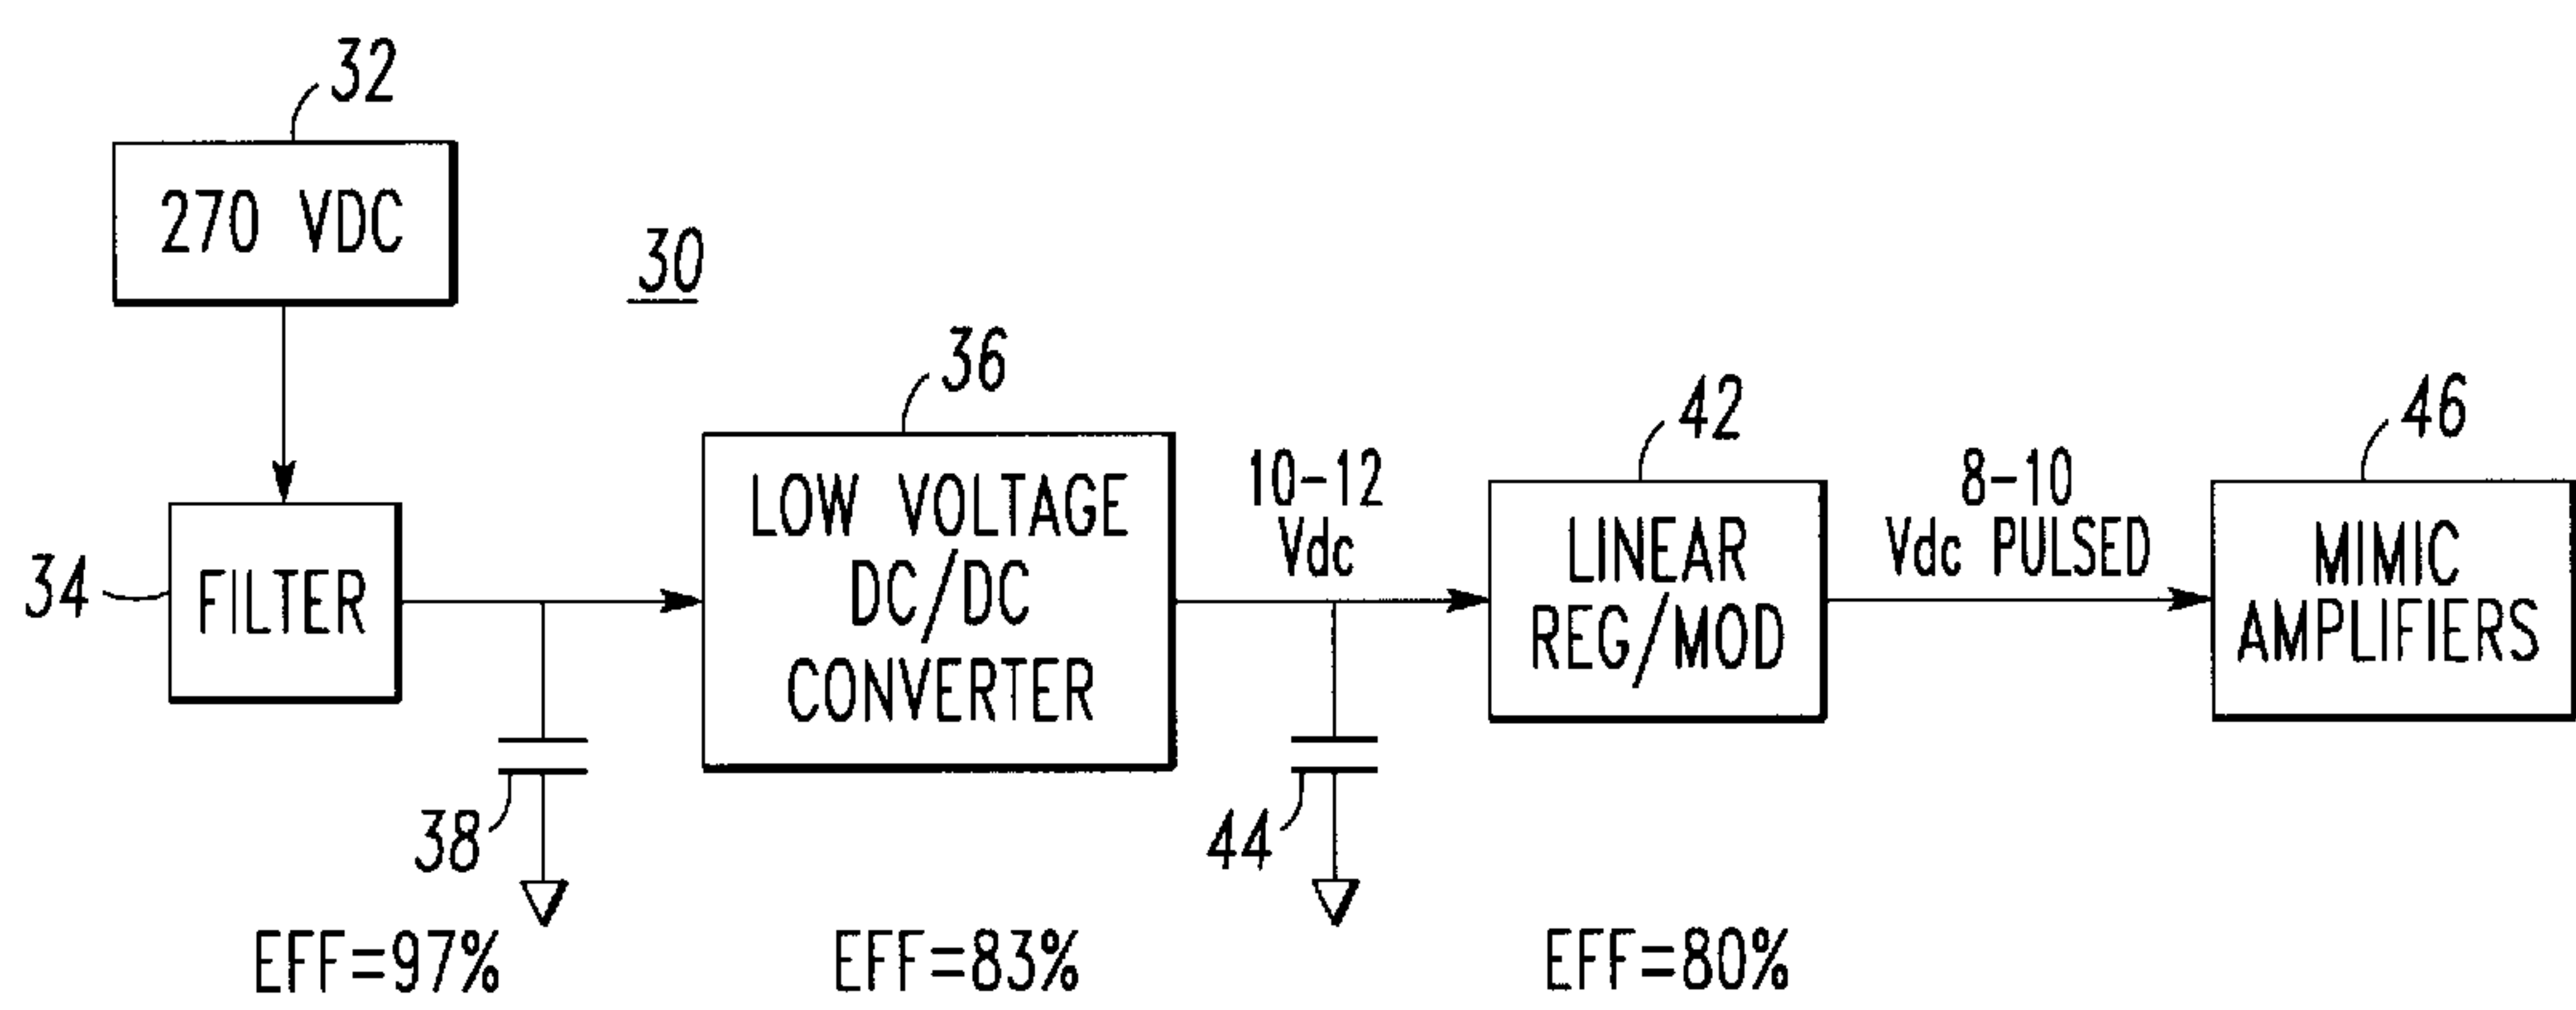 32
270 VDC
30
36
42
46
34
FILTER
LOW VOLTAGE
DC/DC
CONVERTER
10-12
Vdc
LINEAR
REG/MOD
8-10
Vdc PULSED
MIMIC
AMPLIFIERS
38
44
EFF=97%
EFF=83%
EFF=80%